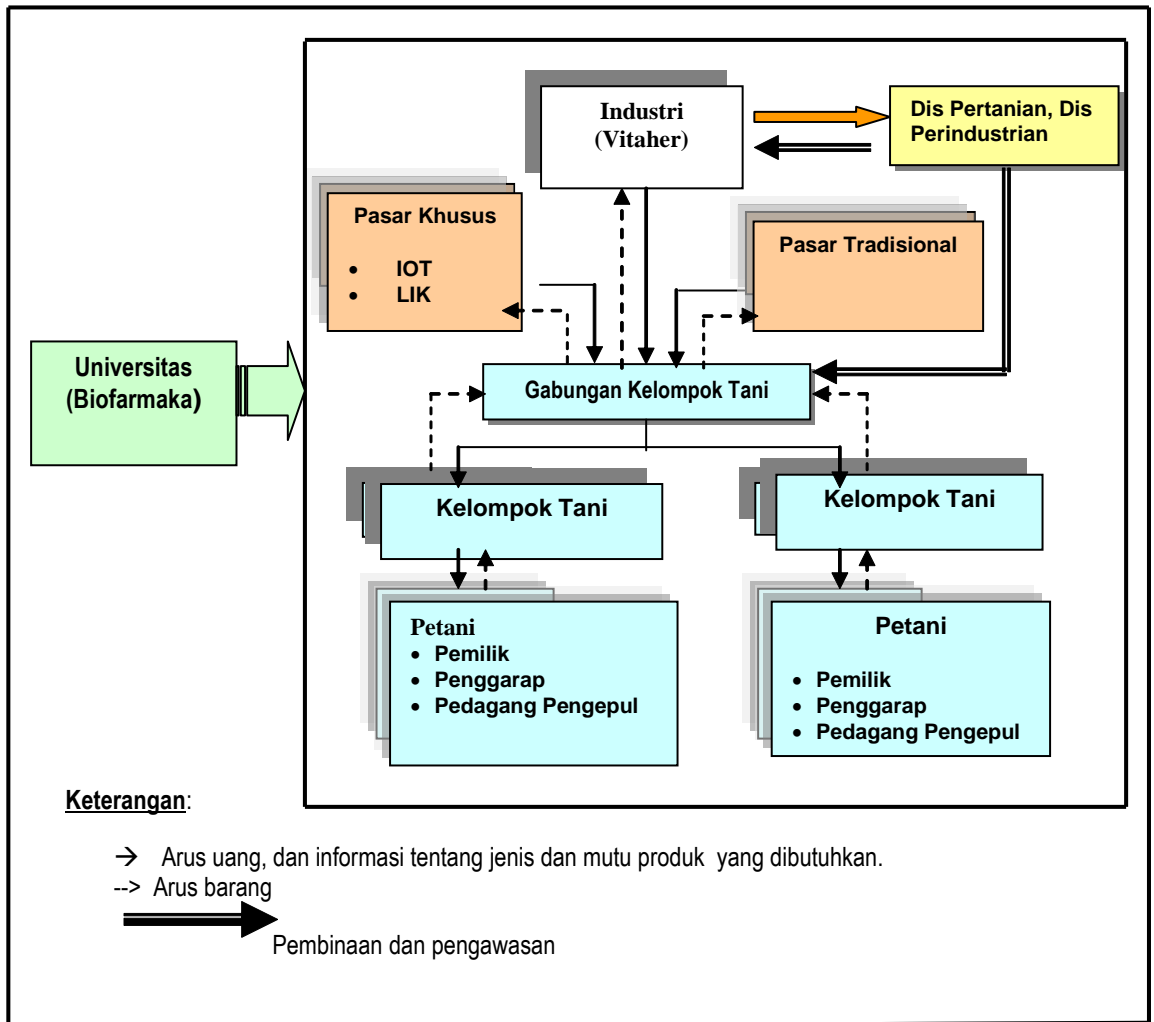 Industri
(Vitaher)
Dis Pertanian, Dis
Perindustrian
Pasar Khusus
• IOT
• LIK
Pasar Tradisional
Universitas
(Biofarmaka)
Gabungan Kelompok Tani
Kelompok Tani
Kelompok Tani
Petani
• Pemilik
• Penggarap
• Pedagang Pengepul
Petani
• Pemilik
• Penggarap
• Pedagang Pengepul
Keterangan:
→ Arus uang, dan informasi tentang jenis dan mutu produk yang dibutuhkan.
--> Arus barang
Pembinaan dan pengawasan